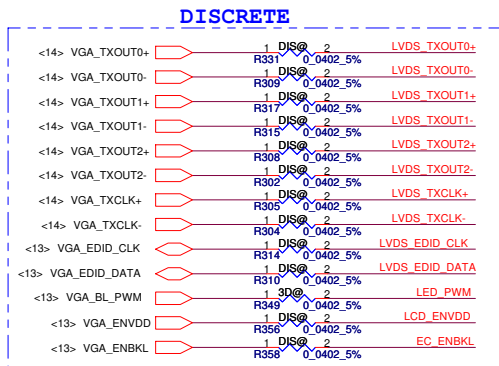 DISCRETE
<14> VGA_TXOUT0+ 1 DIS@ 2 LVDS_TXOUT0+
R331 0_0402_5%
<14> VGA_TXOUT0- 1 DIS@ 2 LVDS_TXOUT0-
R309 0_0402_5%
<14> VGA_TXOUT1+ 1 DIS@ 2 LVDS_TXOUT1+
R317 0_0402_5%
<14> VGA_TXOUT1- 1 DIS@ 2 LVDS_TXOUT1-
R315 0_0402_5%
<14> VGA_TXOUT2+ 1 DIS@ 2 LVDS_TXOUT2+
R308 0_0402_5%
<14> VGA_TXOUT2- 1 DIS@ 2 LVDS_TXOUT2-
R302 0_0402_5%
<14> VGA_TXCLK+ 1 DIS@ 2 LVDS_TXCLK+
R305 0_0402_5%
<14> VGA_TXCLK- 1 DIS@ 2 LVDS_TXCLK-
R304 0_0402_5%
<13> VGA_EDID_CLK 1 DIS@ 2 LVDS_EDID_CLK
R314 0_0402_5%
<13> VGA_EDID_DATA 1 DIS@ 2 LVDS_EDID_DATA
R310 0_0402_5%
<13> VGA_BL_PWM 1 3D@ 2 LED_PWM
R349 0_0402_5%
<13> VGA_ENVDD 1 DIS@ 2 LCD_ENVDD
R356 0_0402_5%
<13> VGA_ENBKL 1 DIS@ 2 EC_ENBKL
R358 0_0402_5%